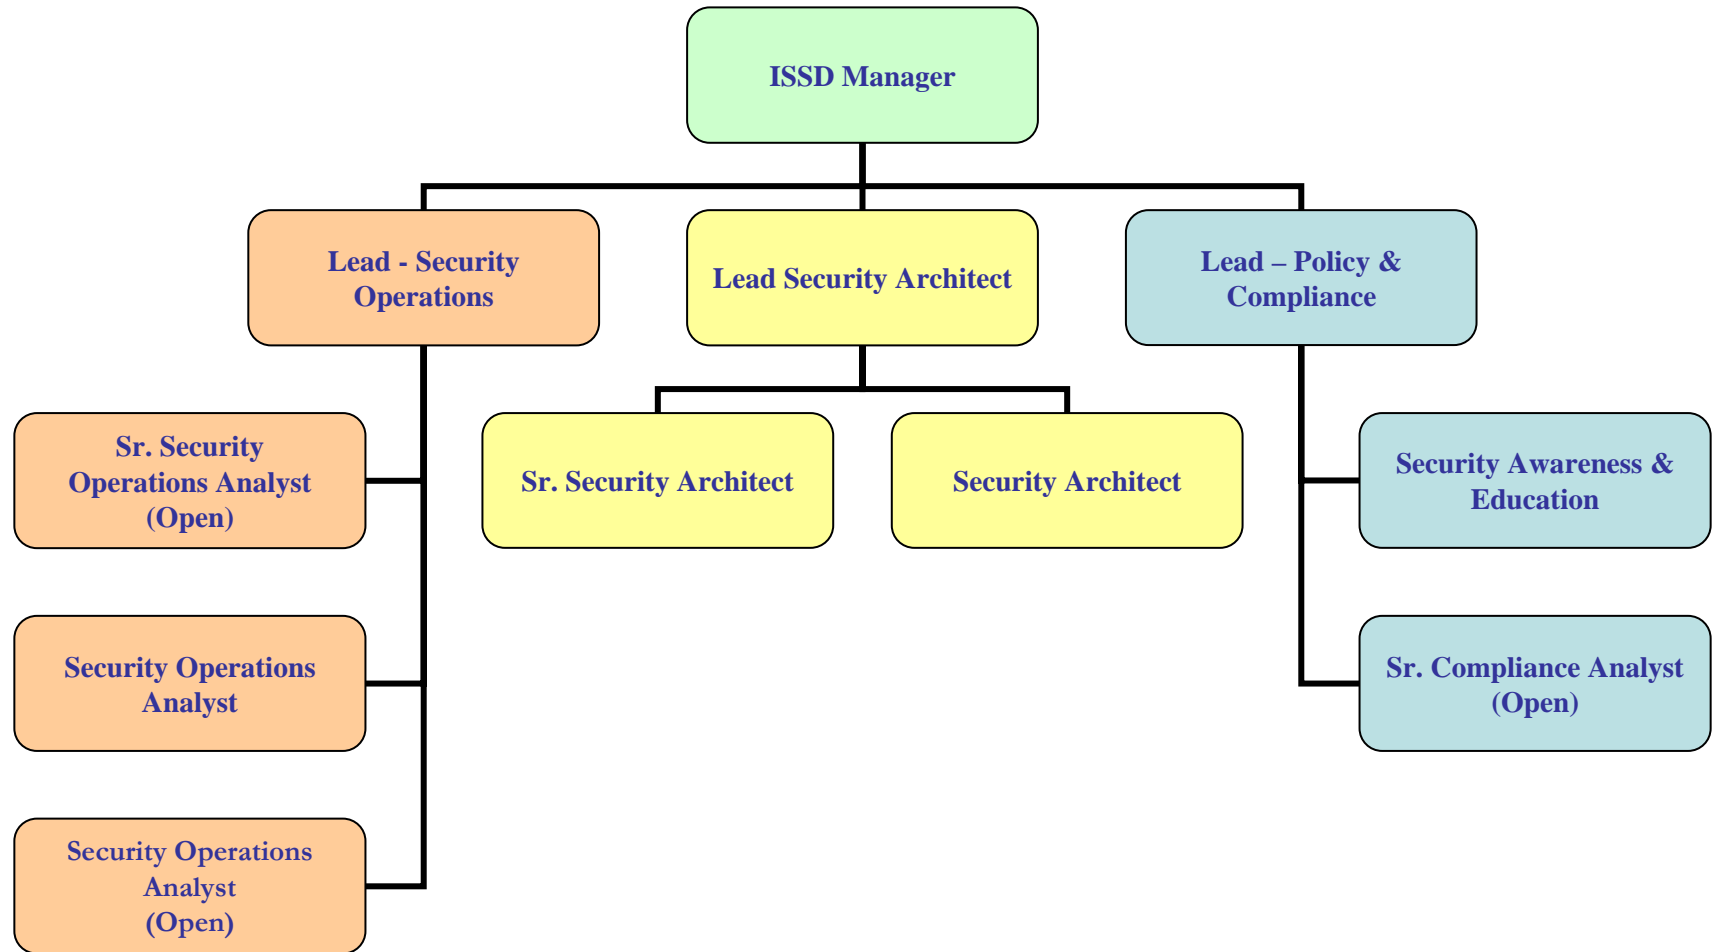 ISSD Manager
Lead - Security
Operations
Lead Security Architect
Lead – Policy &
Compliance
Sr. Security
Operations Analyst
(Open)
Sr. Security Architect
Security Architect
Security Awareness &
Education
Security Operations
Analyst
Sr. Compliance Analyst
(Open)
Security Operations
Analyst
(Open)